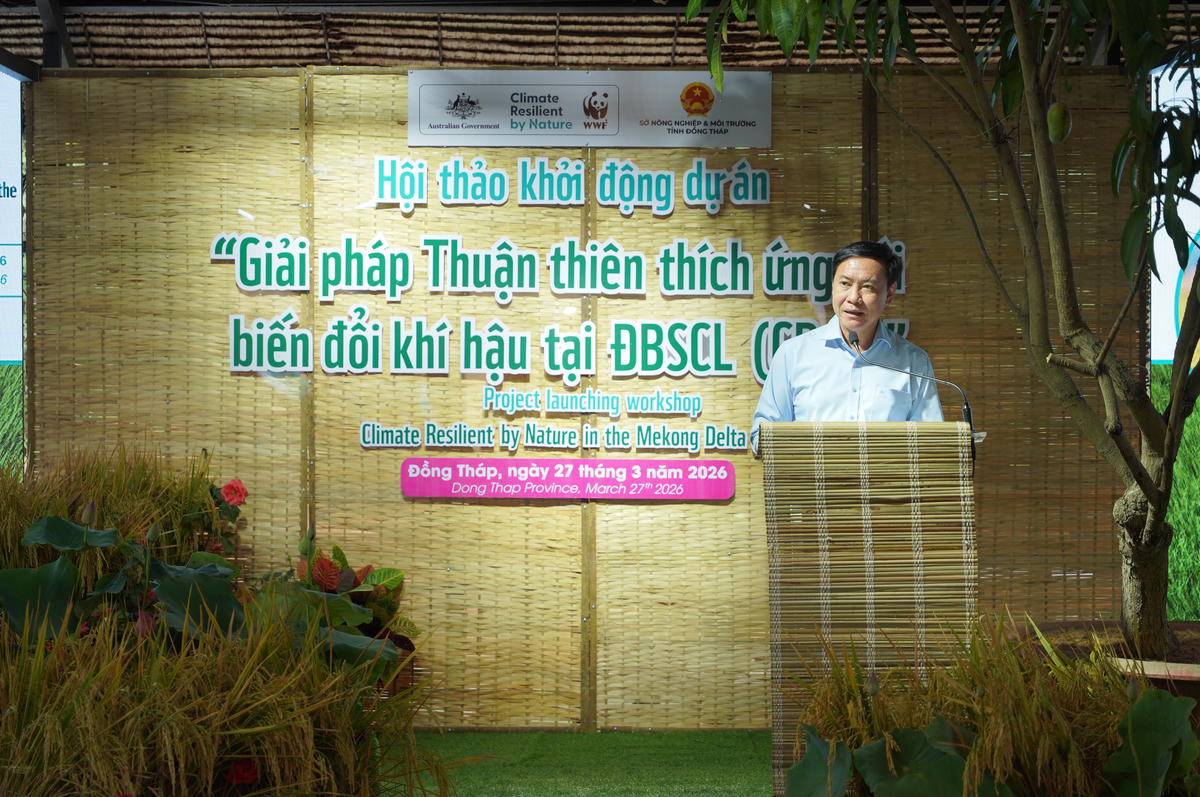 Australian Government
Climate
Resilient
by Nature
WWF
SỞ NÔNG NGHIỆP & MÔI TRƯỜNG
TỈNH ĐỒNG THÁP
Hội thảo khởi động dự án
“Giải pháp Thuận thiên thích ứng
biến đổi khí hậu tại ĐBSCL
Project launching workshop
Climate Resilient by Nature in the Mekong Delta
Đồng Tháp, ngày 27 tháng 3 năm 2026
Dong Thap Province, March 27th 2026
the
6
6